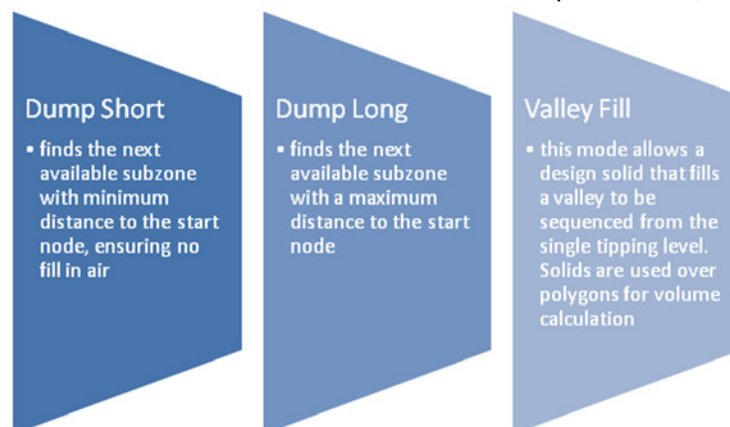 Dump Short
▪ finds the next
available subzone
with minimum
distance to the start
node, ensuring no
fill in air
Dump Long
▪ finds the next
available subzone
with a maximum
distance to the start
node
Valley Fill
▪ this mode allows a
design solid that fills
a valley to be
sequenced from the
single tipping level.
Solids are used over
polygons for volume
calculation